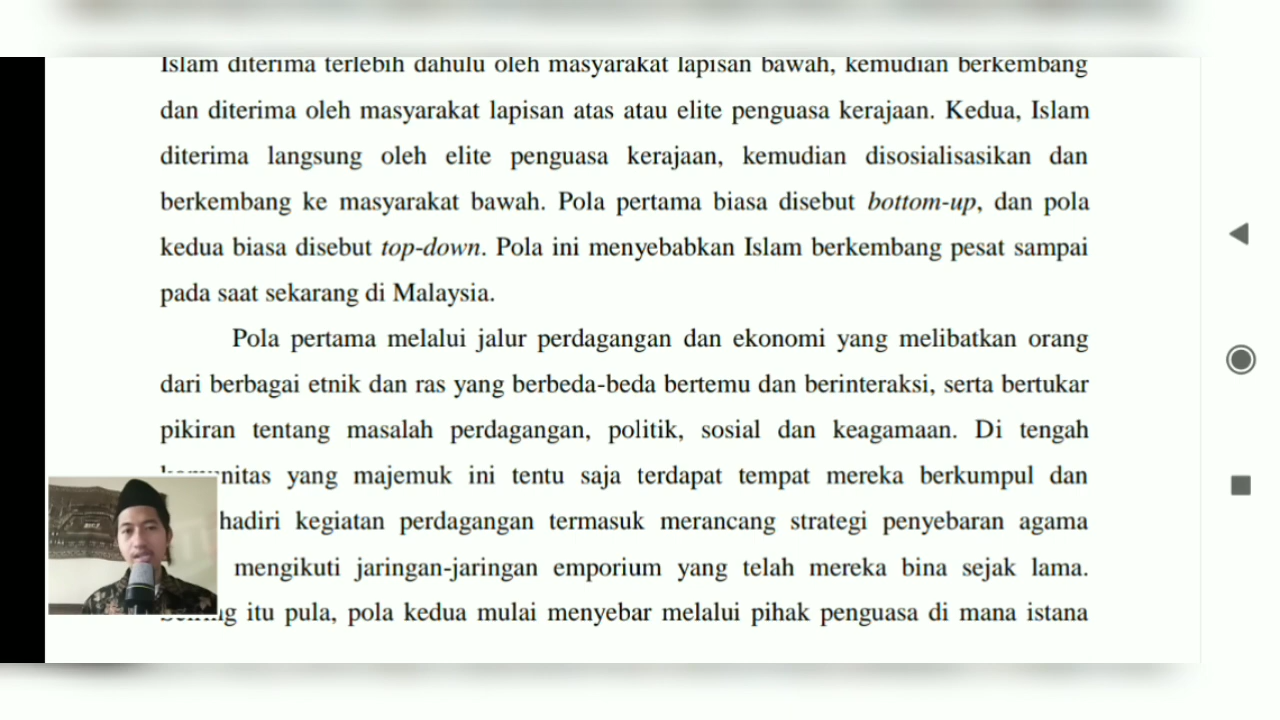 Islam diterima terlebih dahulu oleh masyarakat lapisan bawah, kemudian berkembang
dan diterima oleh masyarakat lapisan atas atau elite penguasa kerajaan. Kedua, Islam
diterima langsung oleh elite penguasa kerajaan, kemudian disosialisasikan dan
berkembang ke masyarakat bawah. Pola pertama biasa disebut bottom-up, dan pola
kedua biasa disebut top-down. Pola ini menyebabkan Islam berkembang pesat sampai
pada saat sekarang di Malaysia.
Pola pertama melalui jalur perdagangan dan ekonomi yang melibatkan orang
dari berbagai etnik dan ras yang berbeda-beda bertemu dan berinteraksi, serta bertukar
pikiran tentang masalah perdagangan, politik, sosial dan keagamaan. Di tengah
yang majemuk ini tentu saja terdapat tempat mereka berkumpul dan
hadiri kegiatan perdagangan termasuk merancang strategi penyebaran agama
mengikuti jaringan-jaringan emporium yang telah mereka bina sejak lama.
itu pula, pola kedua mulai menyebar melalui pihak penguasa di mana istana